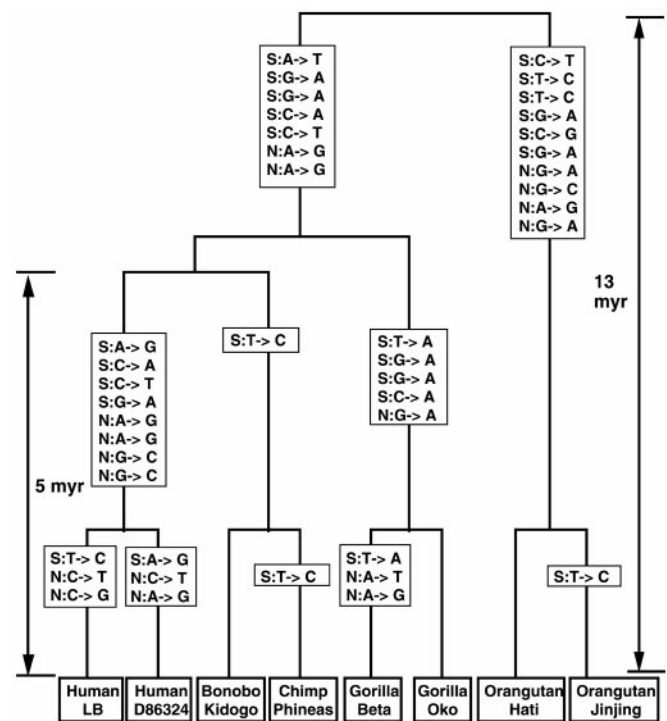 S:A-> T
S:G-> A
S:G-> A
S:C-> A
S:C-> T
N:A-> G
N:A-> G
S:C-> T
S:T-> C
S:T-> C
S:G-> A
S:C-> G
S:G-> A
N:G-> A
N:G-> C
N:A-> G
N:G-> A
13
myr
S:A-> G
S:C-> A
S:C-> T
S:G-> A
N:A-> G
N:A-> G
N:G-> C
N:G-> C
S:T-> C
S:T-> A
S:G-> A
S:G-> A
S:C-> A
N:G-> A
5 myr
S:T-> C
N:C-> T
N:C-> G
S:A-> G
N:C-> T
N:A-> G
S:T-> C
S:T-> A
N:A-> T
N:A-> G
S:T-> C
Human
LB
Human
D86324
Bonobo
Kidogo
Chimp
Phineas
Gorilla
Beta
Gorilla
Oko
Orangutan
Hati
Orangutan
Jinjing